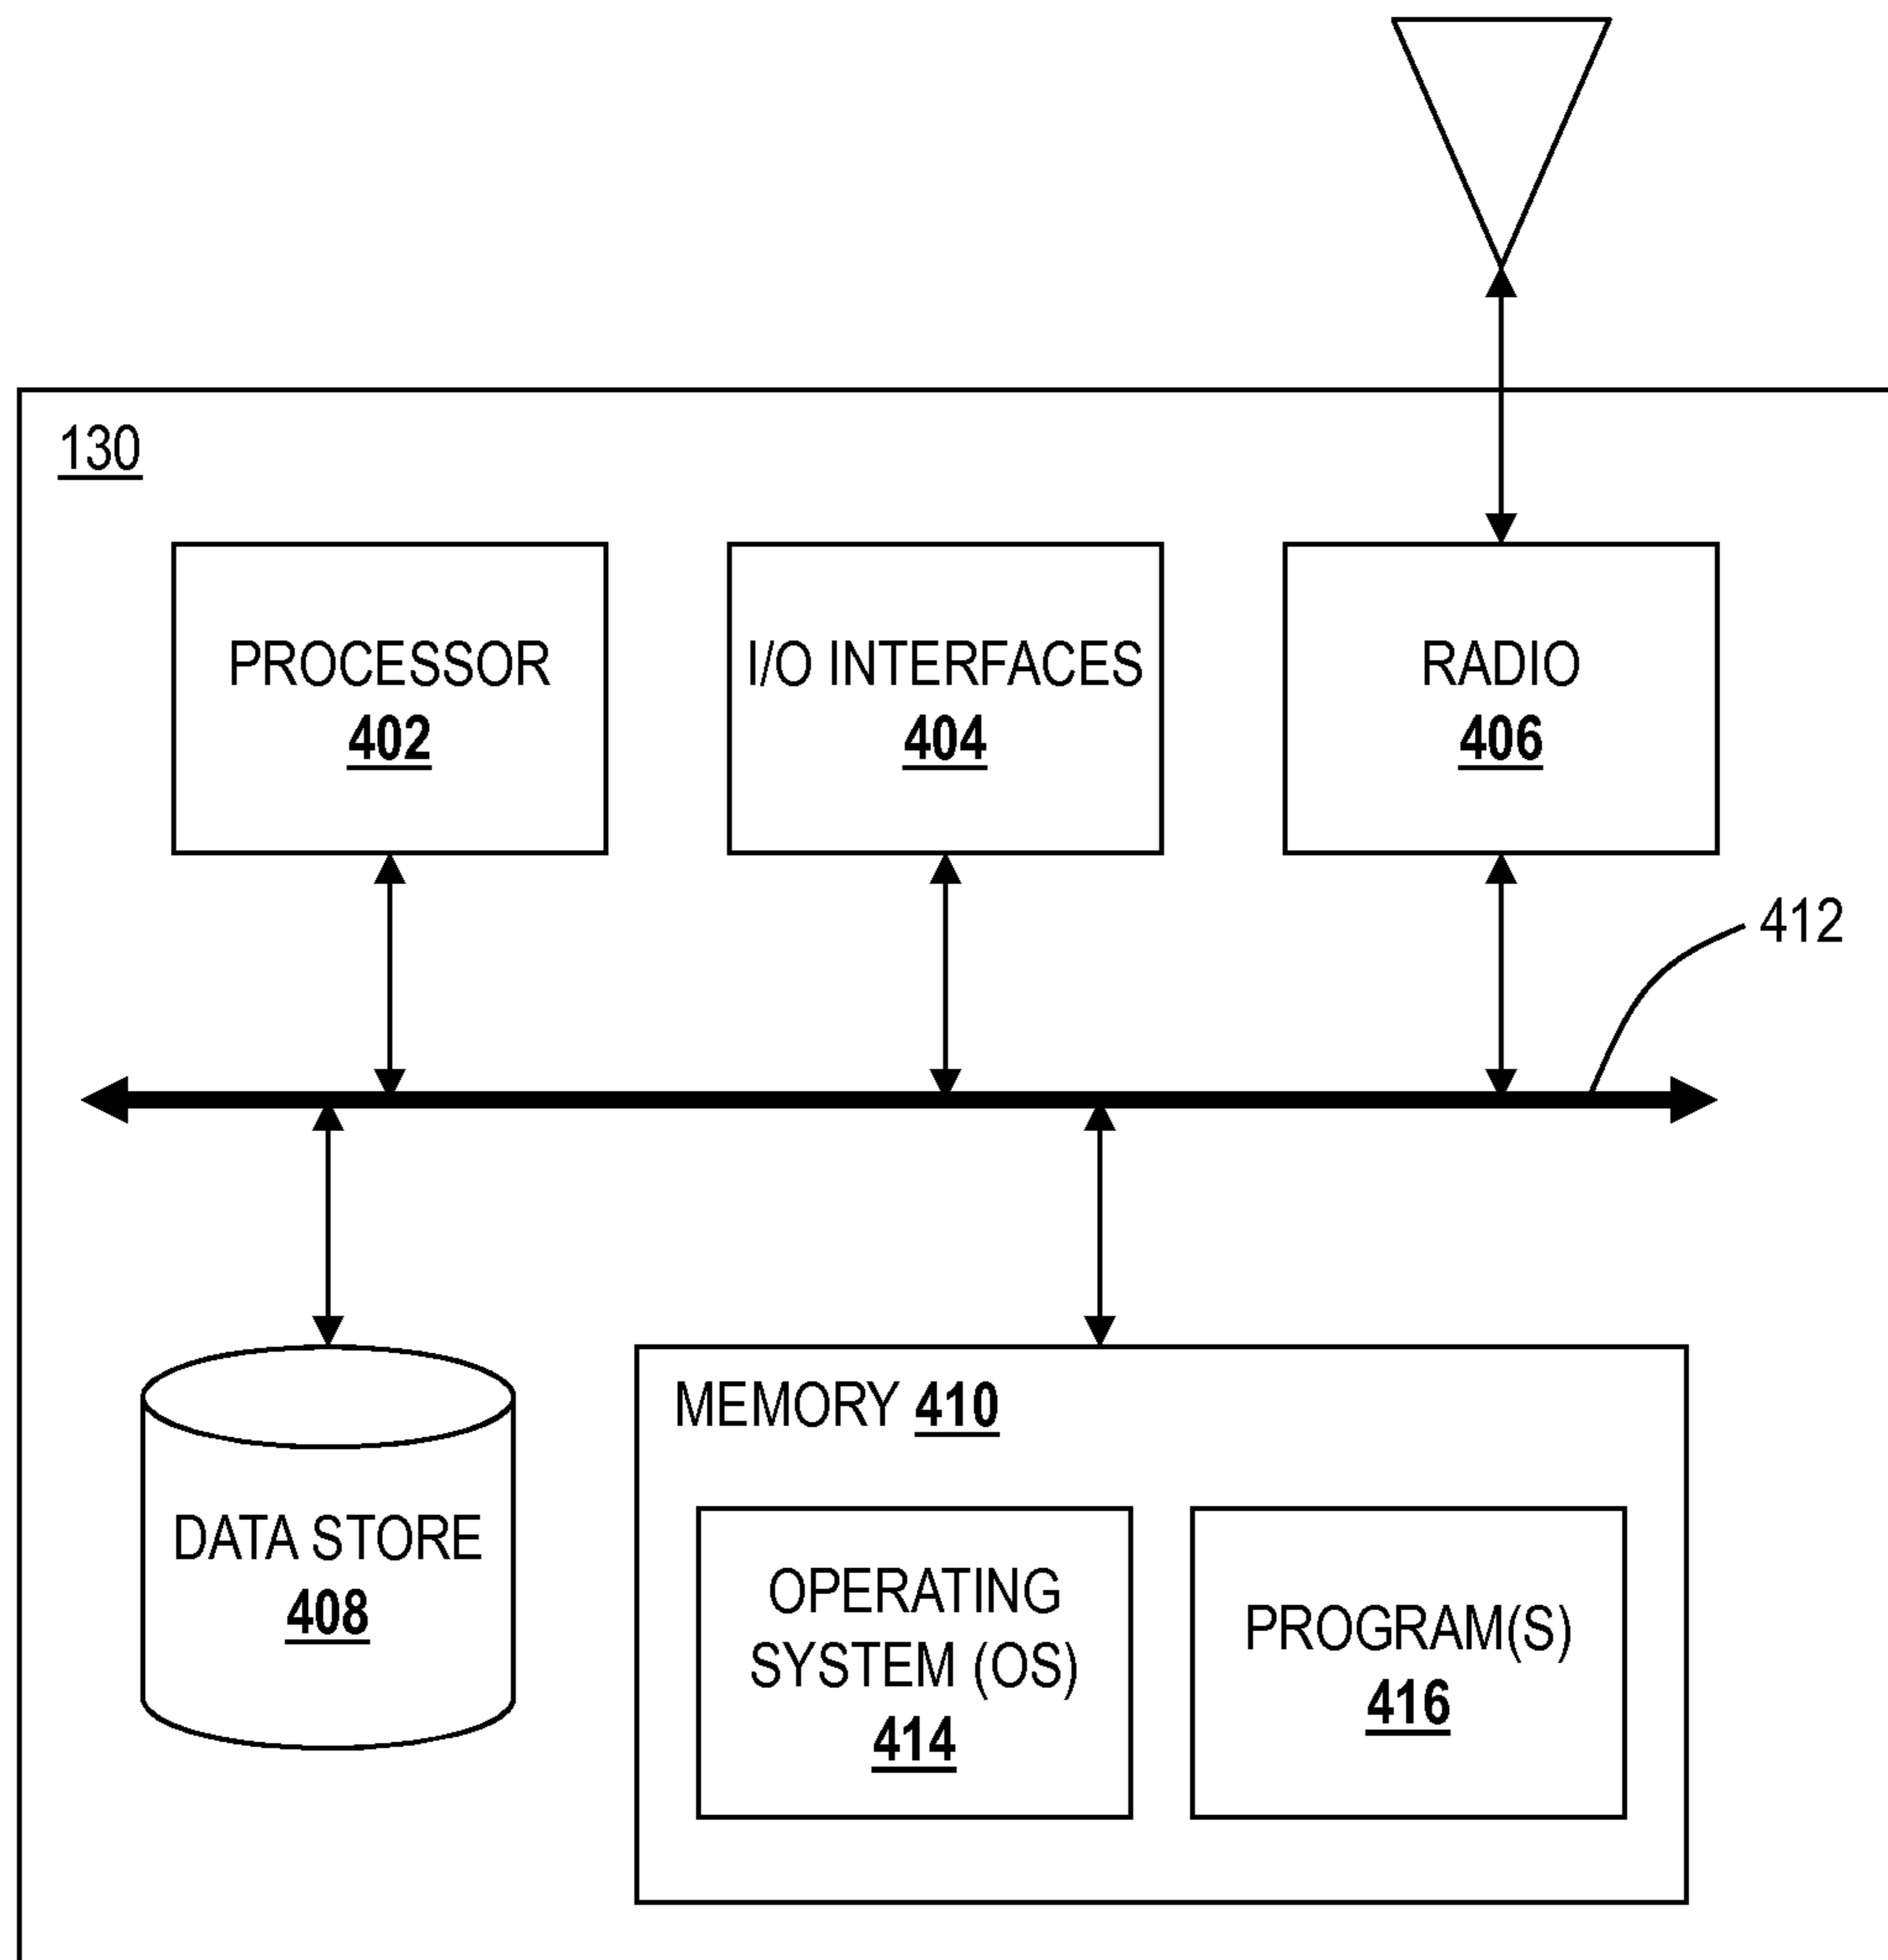 130
PROCESSOR
402
I/O INTERFACES
404
RADIO
406
412
DATA STORE
408
MEMORY 410
OPERATING
SYSTEM (OS)
414
PROGRAM(S)
416